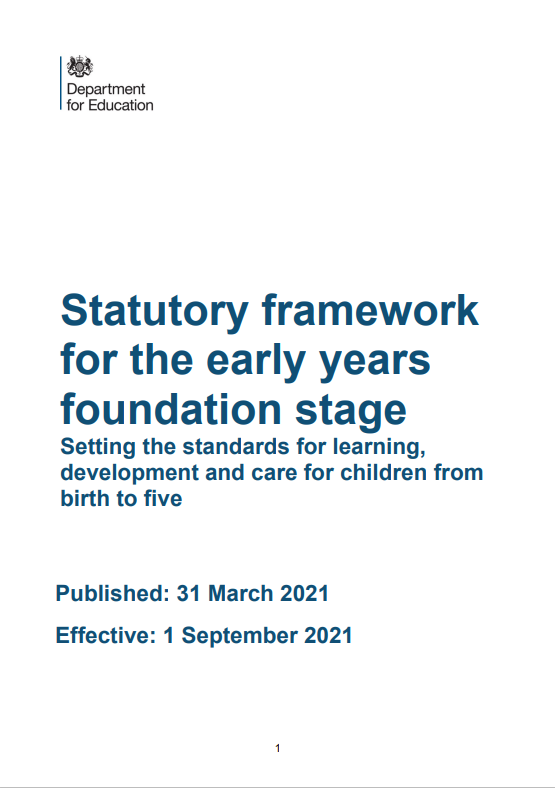 Department
for Education
Statutory framework
for the early years
foundation stage
Setting the standards for learning,
development and care for children from
birth to five
Published: 31 March 2021
Effective: 1 September 2021
1